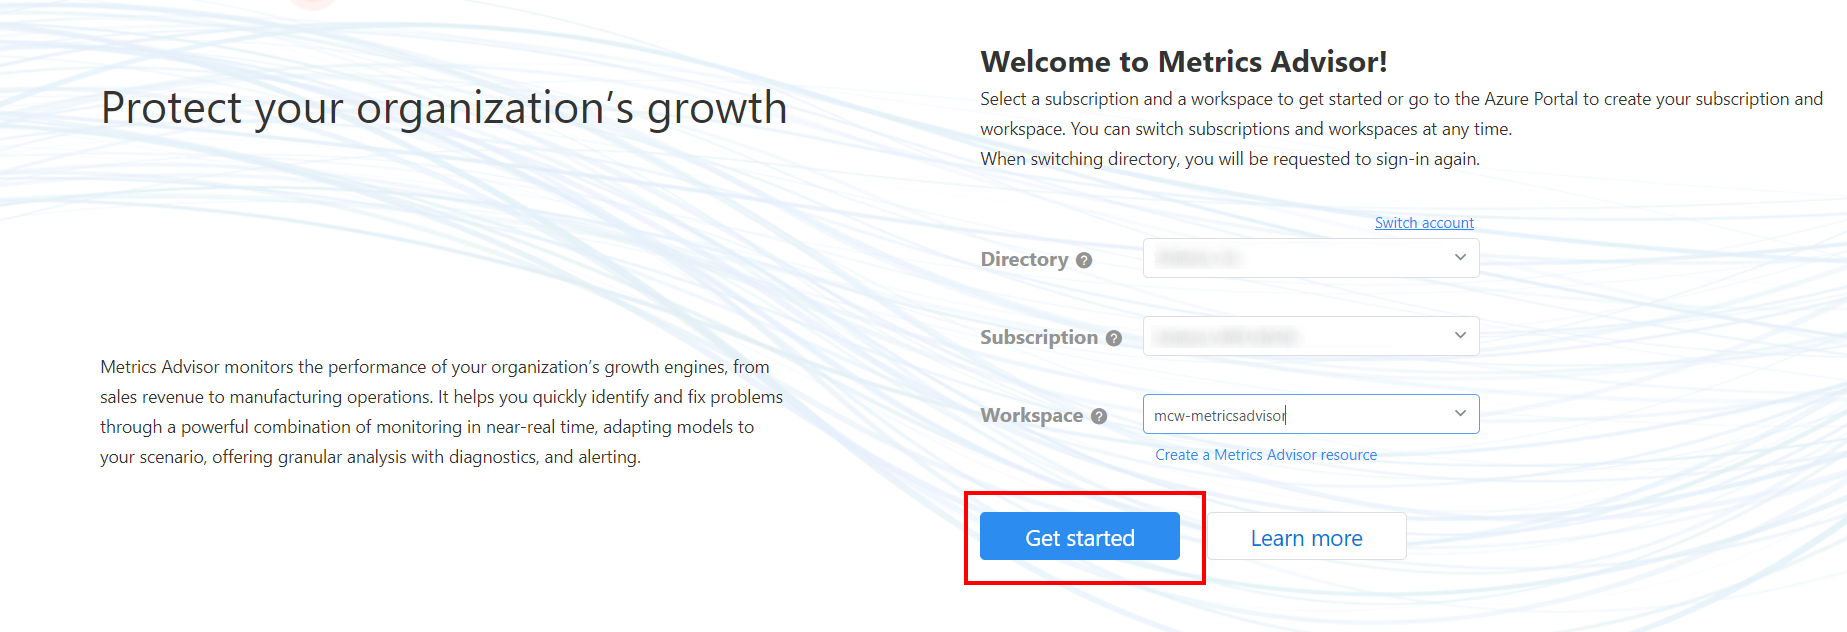 Protect your organization’s growth
Metrics Advisor monitors the performance of your organization’s growth engines, from
sales revenue to manufacturing operations. It helps you quickly identify and fix problems
through a powerful combination of monitoring in near-real time, adapting models to
your scenario, offering granular analysis with diagnostics, and alerting.
Welcome to Metrics Advisor!
Select a subscription and a workspace to get started or go to the Azure Portal to create your subscription and
workspace. You can switch subscriptions and workspaces at any time.
When switching directory, you will be requested to sign-in again.
Switch account
Directory ?
Subscription ?
Workspace ? mcw-metricsadvisor
Create a Metrics Advisor resource
Get started Learn more